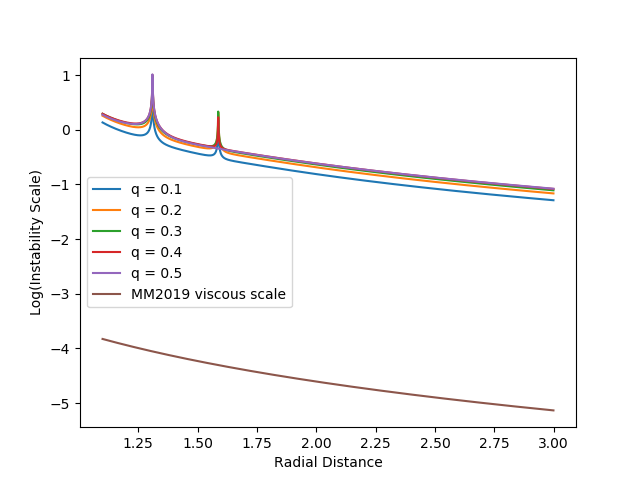 1
0
−1
−2
−3
−4
−5
Log(Instability Scale)
q = 0.1
q = 0.2
q = 0.3
q = 0.4
q = 0.5
MM2019 viscous scale
1.25 1.50 1.75 2.00 2.25 2.50 2.75 3.00
Radial Distance